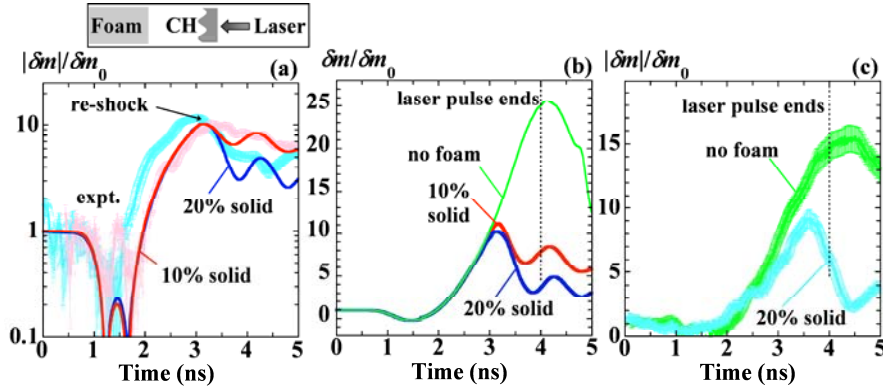 Foam CH Laser
|δm|/δm0 (a)
re-shock
10
expt.
1
20% solid
10% solid
0.1
0 1 2 3 4 5
Time (ns)
δm/δm0 (b)
25
laser pulse ends
20
no foam
15
10%
solid
10
5
20% solid
0
0 1 2 3 4 5
Time (ns)
|δm|/δm0 (c)
laser pulse ends
15
no foam
10
5
20% solid
0
0 1 2 3 4 5
Time (ns)